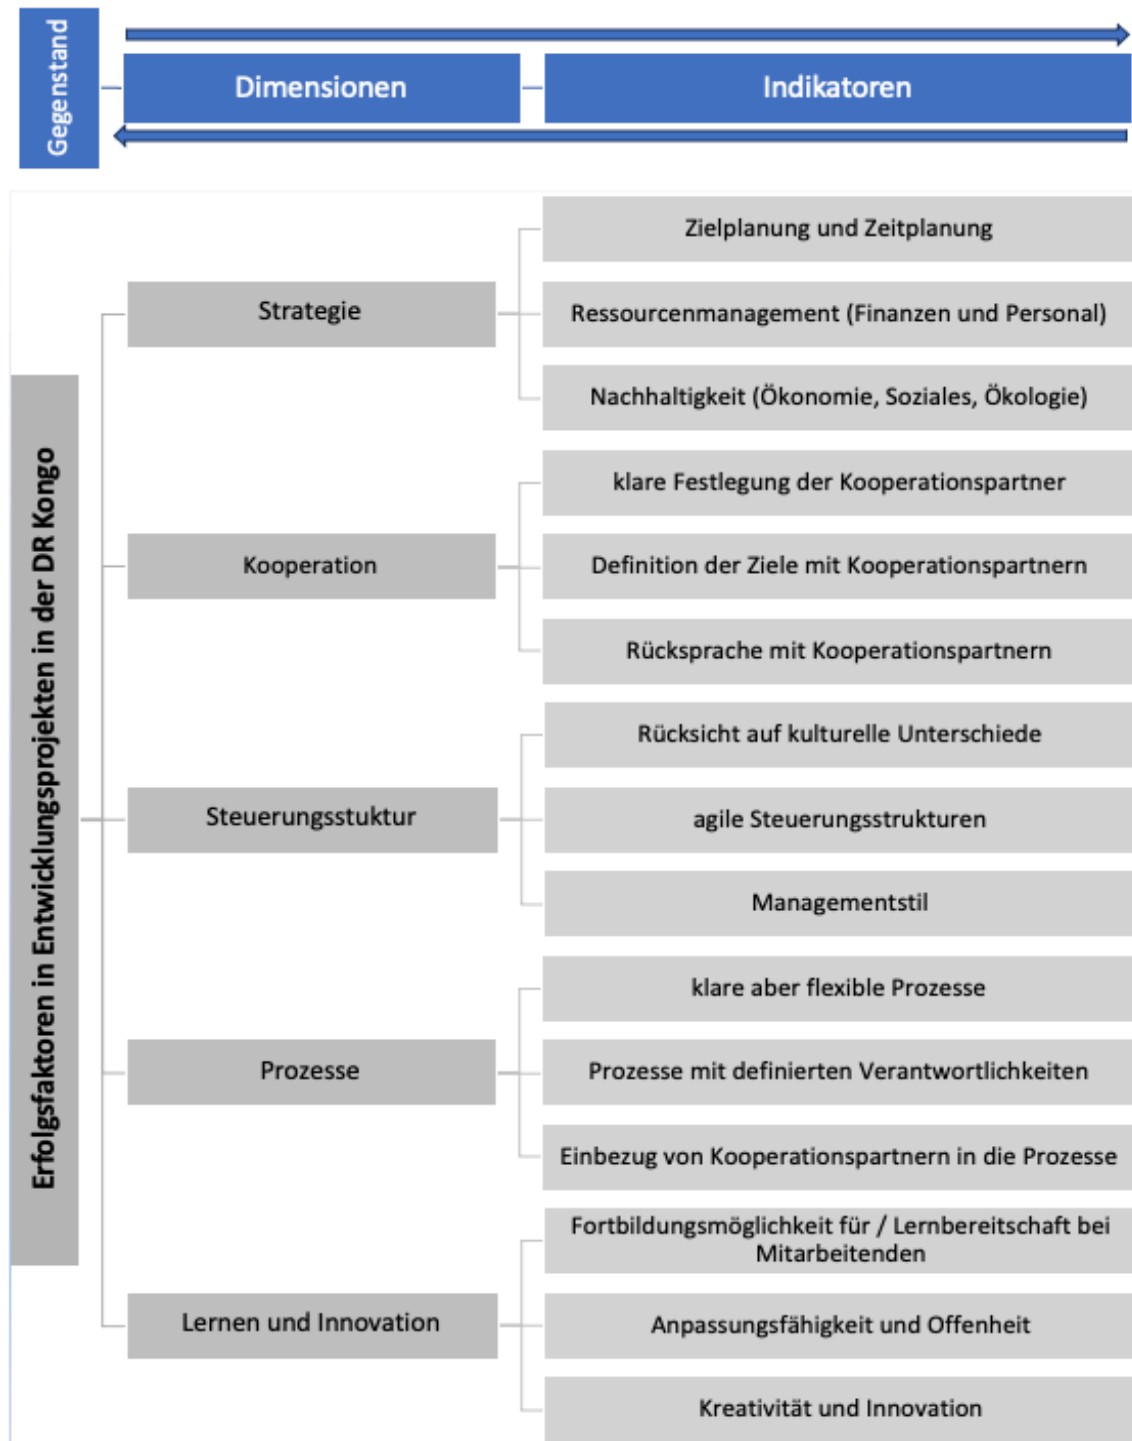 Gegenstand
Dimensionen
Indikatoren
Erfolgsfaktoren in Entwicklungsprojekten in der DR Kongo
Strategie
Zielplanung und Zeitplanung
Ressourcenmanagement (Finanzen und Personal)
Nachhaltigkeit (Ökonomie, Soziales, Ökologie)
Kooperation
klare Festlegung der Kooperationspartner
Definition der Ziele mit Kooperationspartnern
Rücksprache mit Kooperationspartnern
Steuerungsstuktur
Rücksicht auf kulturelle Unterschiede
agile Steuerungsstrukturen
Managementstil
Prozesse
klare aber flexible Prozesse
Prozesse mit definierten Verantwortlichkeiten
Einbezug von Kooperationspartnern in die Prozesse
Lernen und Innovation
Fortbildungsmöglichkeit für / Lernbereitschaft bei
Mitarbeitenden
Anpassungsfähigkeit und Offenheit
Kreativität und Innovation